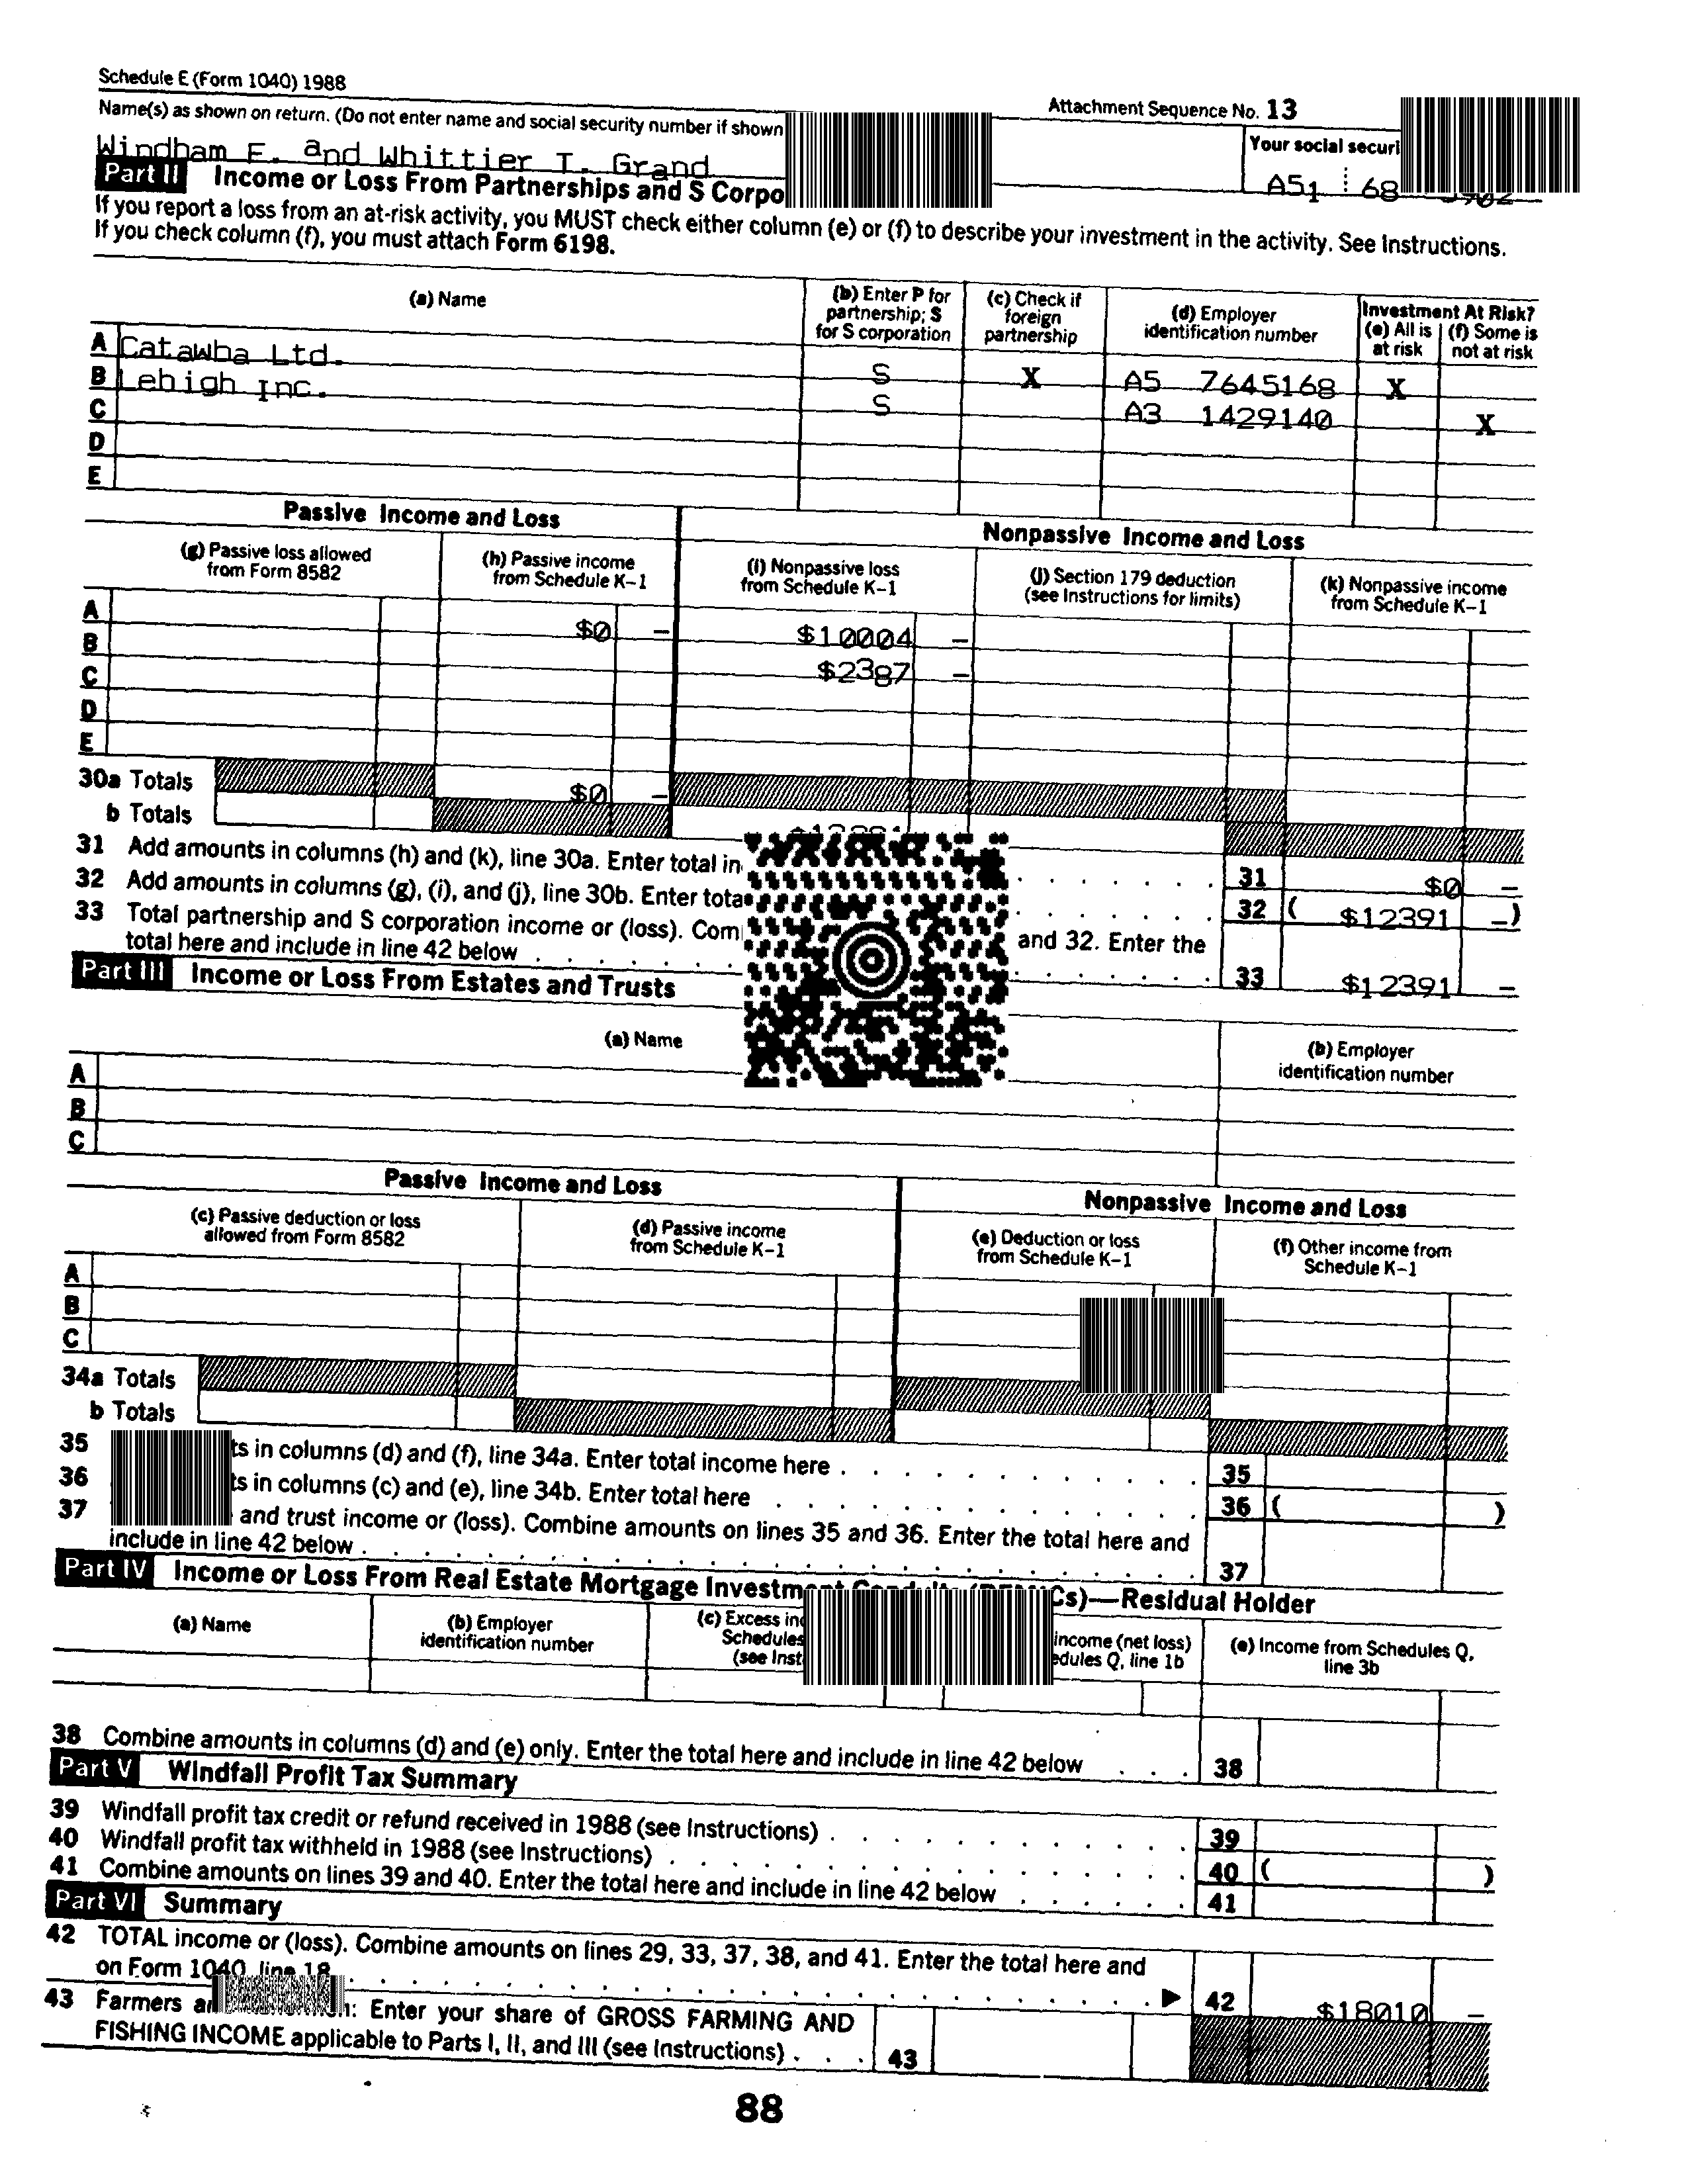 Schedule E (Form 1040) 1988
Attachment Sequence No. 13
Name(s) as shown on return. (Do not enter name and social security number if shown
Your social securi
Windham E. and Whittier T. Grand
A51 68
Part II Income or Loss From Partnerships and S Corpo
If you report a loss from an at-risk activity, you MUST check either column (e) or (f) to describe your investment in the activity. See Instructions.
If you check column (f), you must attach Form 6198.
(a) Name
(b) Enter P for partnership; S for S corporation
(c) Check if foreign partnership
(d) Employer identification number
Investment At Risk?
(e) All is at risk
(f) Some is not at risk
A Catawba Ltd. S X A5 7645168 X
B Lehigh Inc. S A3 1429140 X
C
D
E
Passive Income and Loss
Nonpassive Income and Loss
(g) Passive loss allowed from Form 8582
(h) Passive income from Schedule K-1
(i) Nonpassive loss from Schedule K-1
(j) Section 179 deduction (see Instructions for limits)
(k) Nonpassive income from Schedule K-1
A $0 – $10004 –
B $2387 –
C
D
E
30a Totals $0 –
b Totals
31 Add amounts in columns (h) and (k), line 30a. Enter total in 31 $0 –
32 Add amounts in columns (g), (i), and (j), line 30b. Enter tota 32 ( $12391 – )
33 Total partnership and S corporation income or (loss). Com and 32. Enter the
total here and include in line 42 below 33 $12391 –
Part III Income or Loss From Estates and Trusts
(a) Name
(b) Employer identification number
A
B
C
Passive Income and Loss
Nonpassive Income and Loss
(c) Passive deduction or loss allowed from Form 8582
(d) Passive income from Schedule K-1
(e) Deduction or loss from Schedule K-1
(f) Other income from Schedule K-1
A
B
C
34a Totals
b Totals
35 ts in columns (d) and (f), line 34a. Enter total income here 35
36 ts in columns (c) and (e), line 34b. Enter total here 36 ( )
37 and trust income or (loss). Combine amounts on lines 35 and 36. Enter the total here and
include in line 42 below 37
Part IV Income or Loss From Real Estate Mortgage Investm Cs)—Residual Holder
(a) Name
(b) Employer identification number
(c) Excess inc
Schedules
(see Inst
income (net loss)
edules Q, line 1b
(e) Income from Schedules Q, line 3b
38 Combine amounts in columns (d) and (e) only. Enter the total here and include in line 42 below 38
Part V Windfall Profit Tax Summary
39 Windfall profit tax credit or refund received in 1988 (see Instructions) 39
40 Windfall profit tax withheld in 1988 (see Instructions) 40 ( )
41 Combine amounts on lines 39 and 40. Enter the total here and include in line 42 below 41
Part VI Summary
42 TOTAL income or (loss). Combine amounts on lines 29, 33, 37, 38, and 41. Enter the total here and
on Form 1040, line 18 42 $18010 –
43 Farmers a n: Enter your share of GROSS FARMING AND
FISHING INCOME applicable to Parts I, II, and III (see Instructions) 43
88